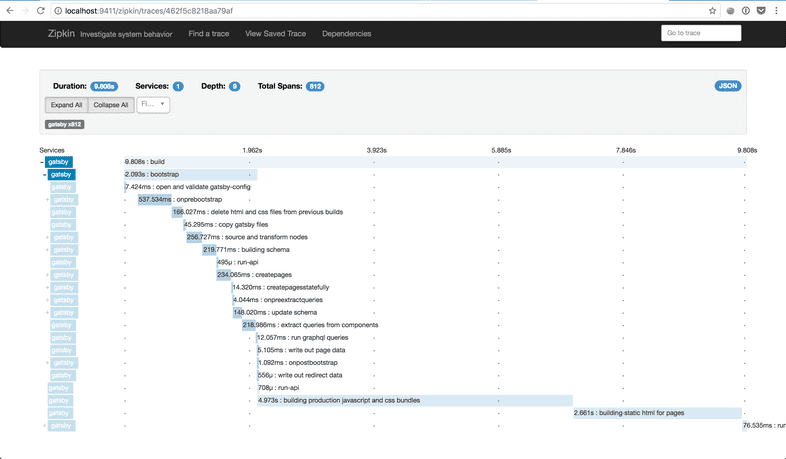 localhost:9411/zipkin/traces/462f5c8218aa79af
Zipkin Investigate system behavior Find a trace View Saved Trace Dependencies Go to trace
Duration: 9.808s Services: 1 Depth: 9 Total Spans: 812 JSON
Expand All Collapse All Fi...
gatsby x812
Services 1.962s 3.923s 5.885s 7.846s 9.808s
- gatsby 9.808s : build
- gatsby 2.093s : bootstrap
gatsby 7.424ms : open and validate gatsby-config
+ gatsby 537.534ms : onprebootstrap
gatsby 166.027ms : delete html and css files from previous builds
gatsby 45.295ms : copy gatsby files
+ gatsby 256.727ms : source and transform nodes
+ gatsby 219.771ms : building schema
gatsby 495μ : run-api
+ gatsby 234.065ms : createpages
+ gatsby 14.320ms : createpagesstatefully
+ gatsby 4.044ms : onpreextractqueries
+ gatsby 148.020ms : update schema
gatsby 218.986ms : extract queries from components
gatsby 12.057ms : run graphql queries
gatsby 5.105ms : write out page data
+ gatsby 1.092ms : onpostbootstrap
gatsby 556μ : write out redirect data
gatsby 708μ : run-api
gatsby 4.973s : building production javascript and css bundles
gatsby 2.661s : building static html for pages
+ gatsby 76.535ms : run